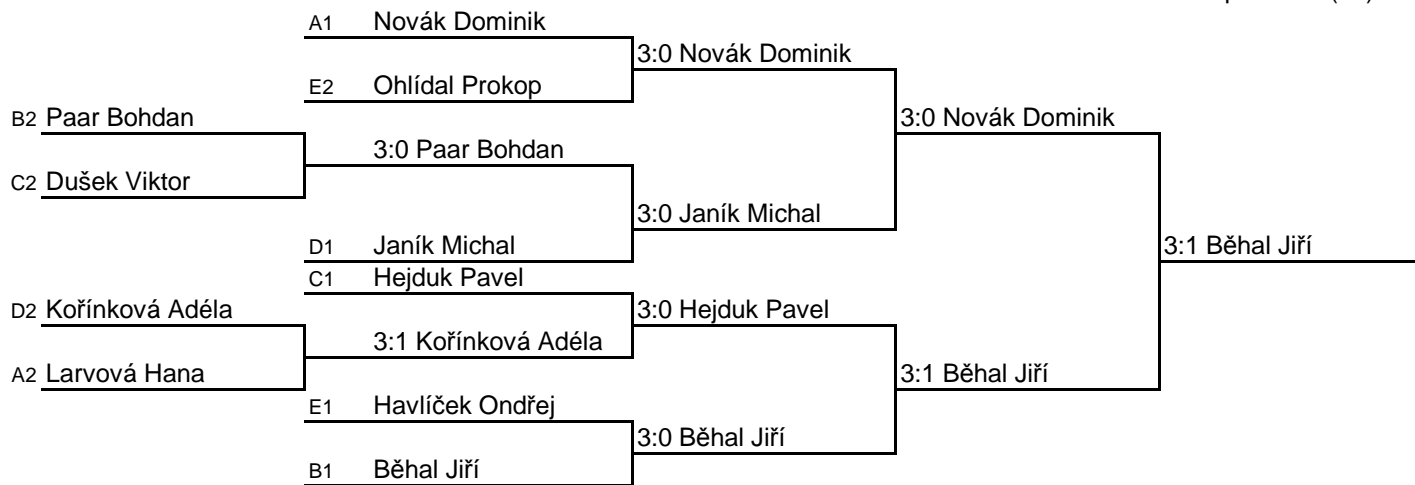 A1 Novák Dominik
3:0 Novák Dominik
E2 Ohlídal Prokop
B2 Paar Bohdan
3:0 Novák Dominik
3:0 Paar Bohdan
C2 Dušek Viktor
3:0 Janík Michal
D1 Janík Michal
3:1 Běhal Jiří
C1 Hejduk Pavel
D2 Kořínková Adéla
3:0 Hejduk Pavel
3:1 Kořínková Adéla
A2 Larvová Hana
3:1 Běhal Jiří
E1 Havlíček Ondřej
3:0 Běhal Jiří
B1 Běhal Jiří